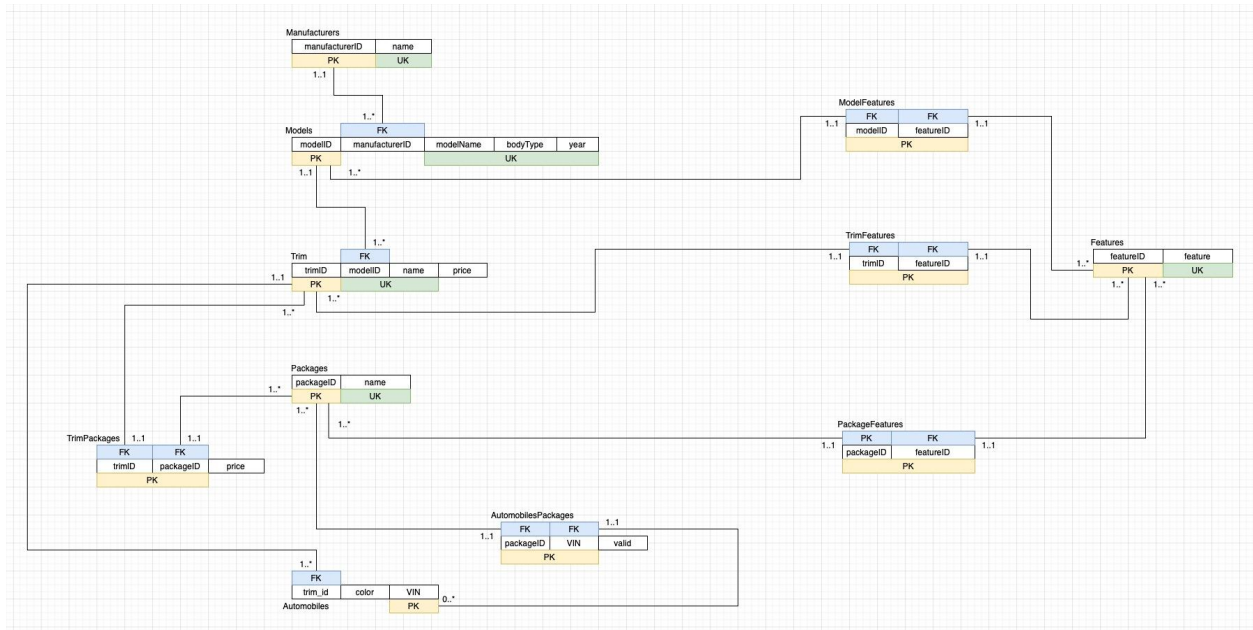 Manufacturers
manufacturerID name
PK UK
1..1
1..*
Models
FK
modelID manufacturerID modelName bodyType year
PK UK
1..1 1..*
1..*
Trim
FK
trimID modelID name price
1..1
PK UK
1..*
1..*
Packages
packageID name
1..*
PK UK
1..*
1..*
TrimPackages 1..1 1..1
FK FK
trimID packageID price
PK
AutomobilesPackages
1..1
FK FK
1..1
packageID VIN valid
PK
1..*
FK
trim_id color VIN
0..*
Automobiles
PK
ModelFeatures
FK FK
1..1 1..1
modelID featureID
PK
TrimFeatures
FK FK
1..1 1..1
trimID featureID
PK
Features
featureID feature
1..*
PK UK
1..* 1..*
PackageFeatures
PK FK
1..1 1..1
packageID featureID
PK